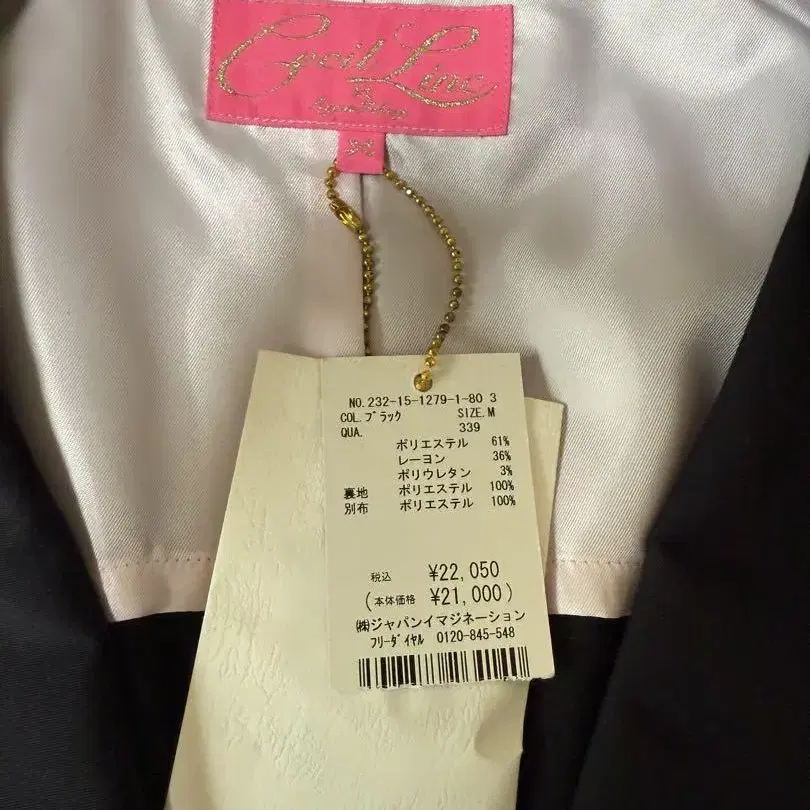 Cecil Line
NO.232-15-1279-1-80 3
COL.ブラック SIZE.M
QUA. 339
ポリエステル 61%
レーヨン 36%
ポリウレタン 3%
裏地 ポリエステル 100%
別布 ポリエステル 100%
税込 ¥22,050
(本体価格 ¥21,000)
㈱ジャパンイマジネーション
フリーダイヤル 0120-845-548